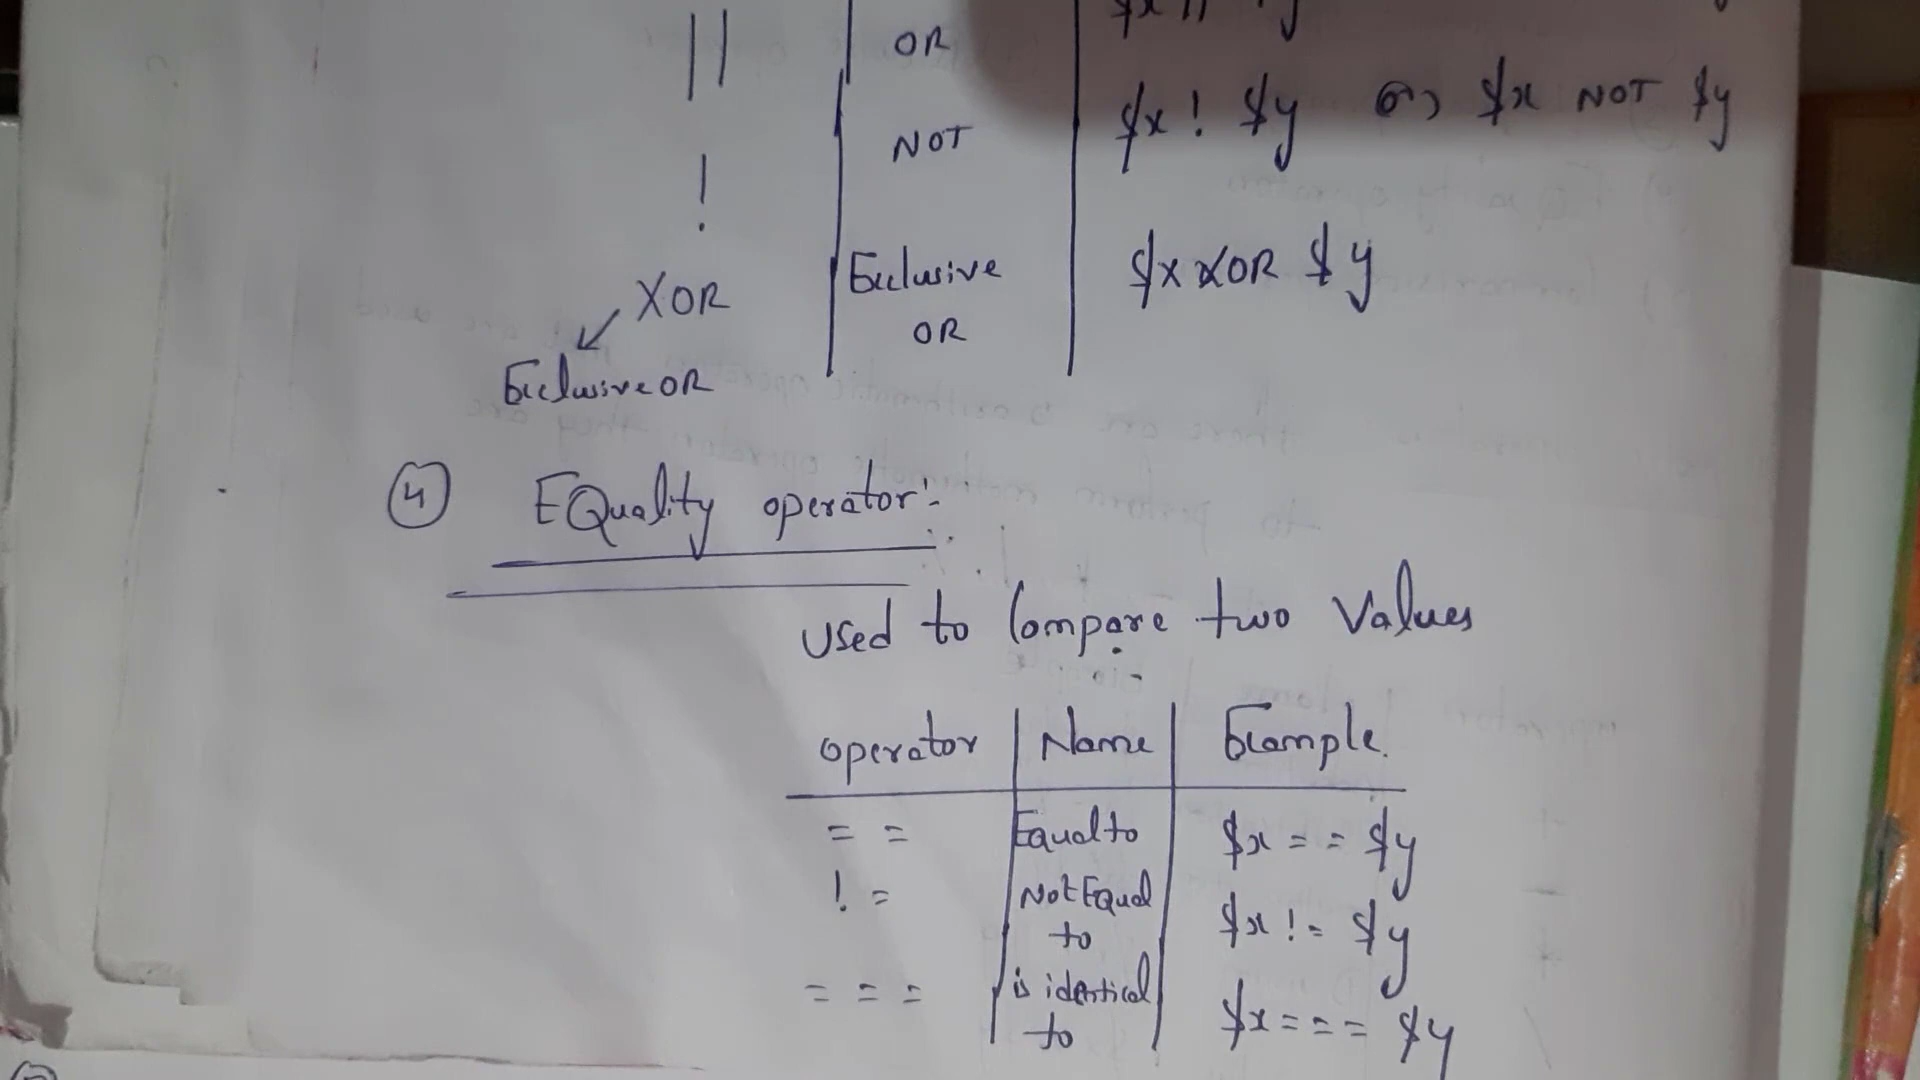 || | OR | $x || $y
! | NOT | $x ! $y or $x NOT $y
XOR | Exclusive OR | $x XOR $y
Exclusive OR
4 EQuality operator:-
Used to Compare two Values
operator | Name | Example.
== | Equal to | $x == $y
!= | Not Equal to | $x != $y
=== | is identical to | $x === $y